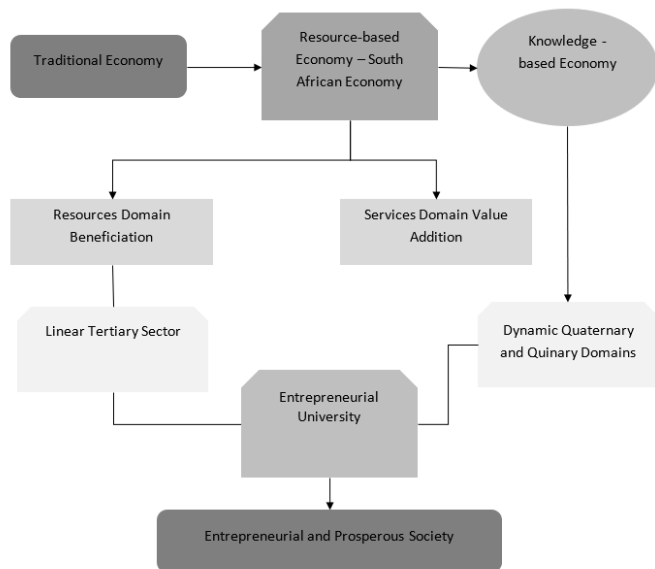 Traditional Economy
Resource-based
Economy – South
African Economy
Knowledge -
based Economy
Resources Domain
Beneficiation
Services Domain Value
Addition
Linear Tertiary Sector
Dynamic Quaternary
and Quinary Domains
Entrepreneurial
University
Entrepreneurial and Prosperous Society